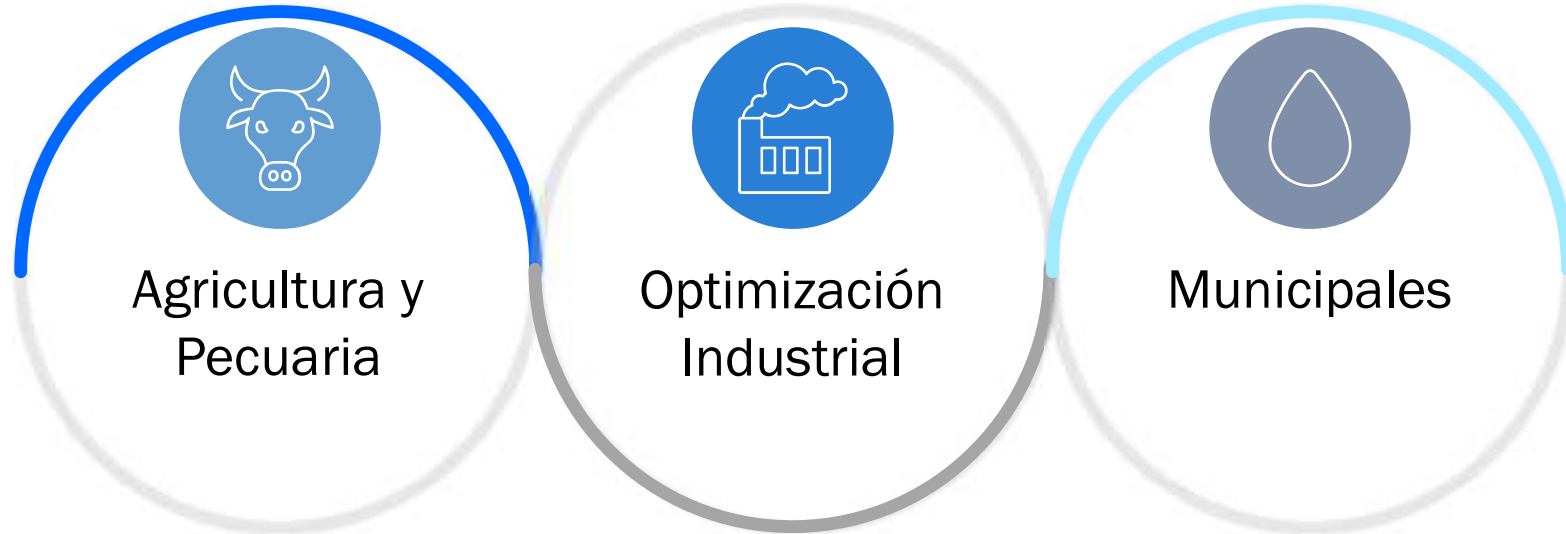 Agricultura y
Pecuaria
Optimización
Industrial
Municipales